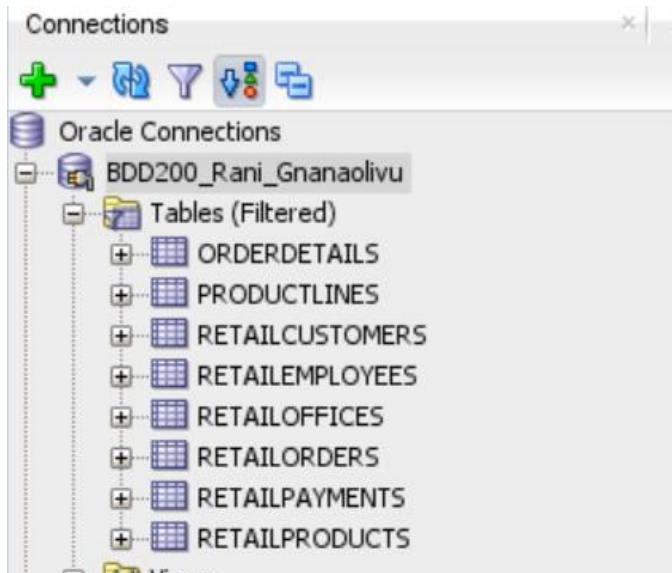 Connections
Oracle Connections
BDD200_Rani_Gnanaolivu
Tables (Filtered)
ORDERDETAILS
PRODUCTLINES
RETAILCUSTOMERS
RETAILEMPLOYEES
RETAILOFFICES
RETAILORDERS
RETAILPAYMENTS
RETAILPRODUCTS